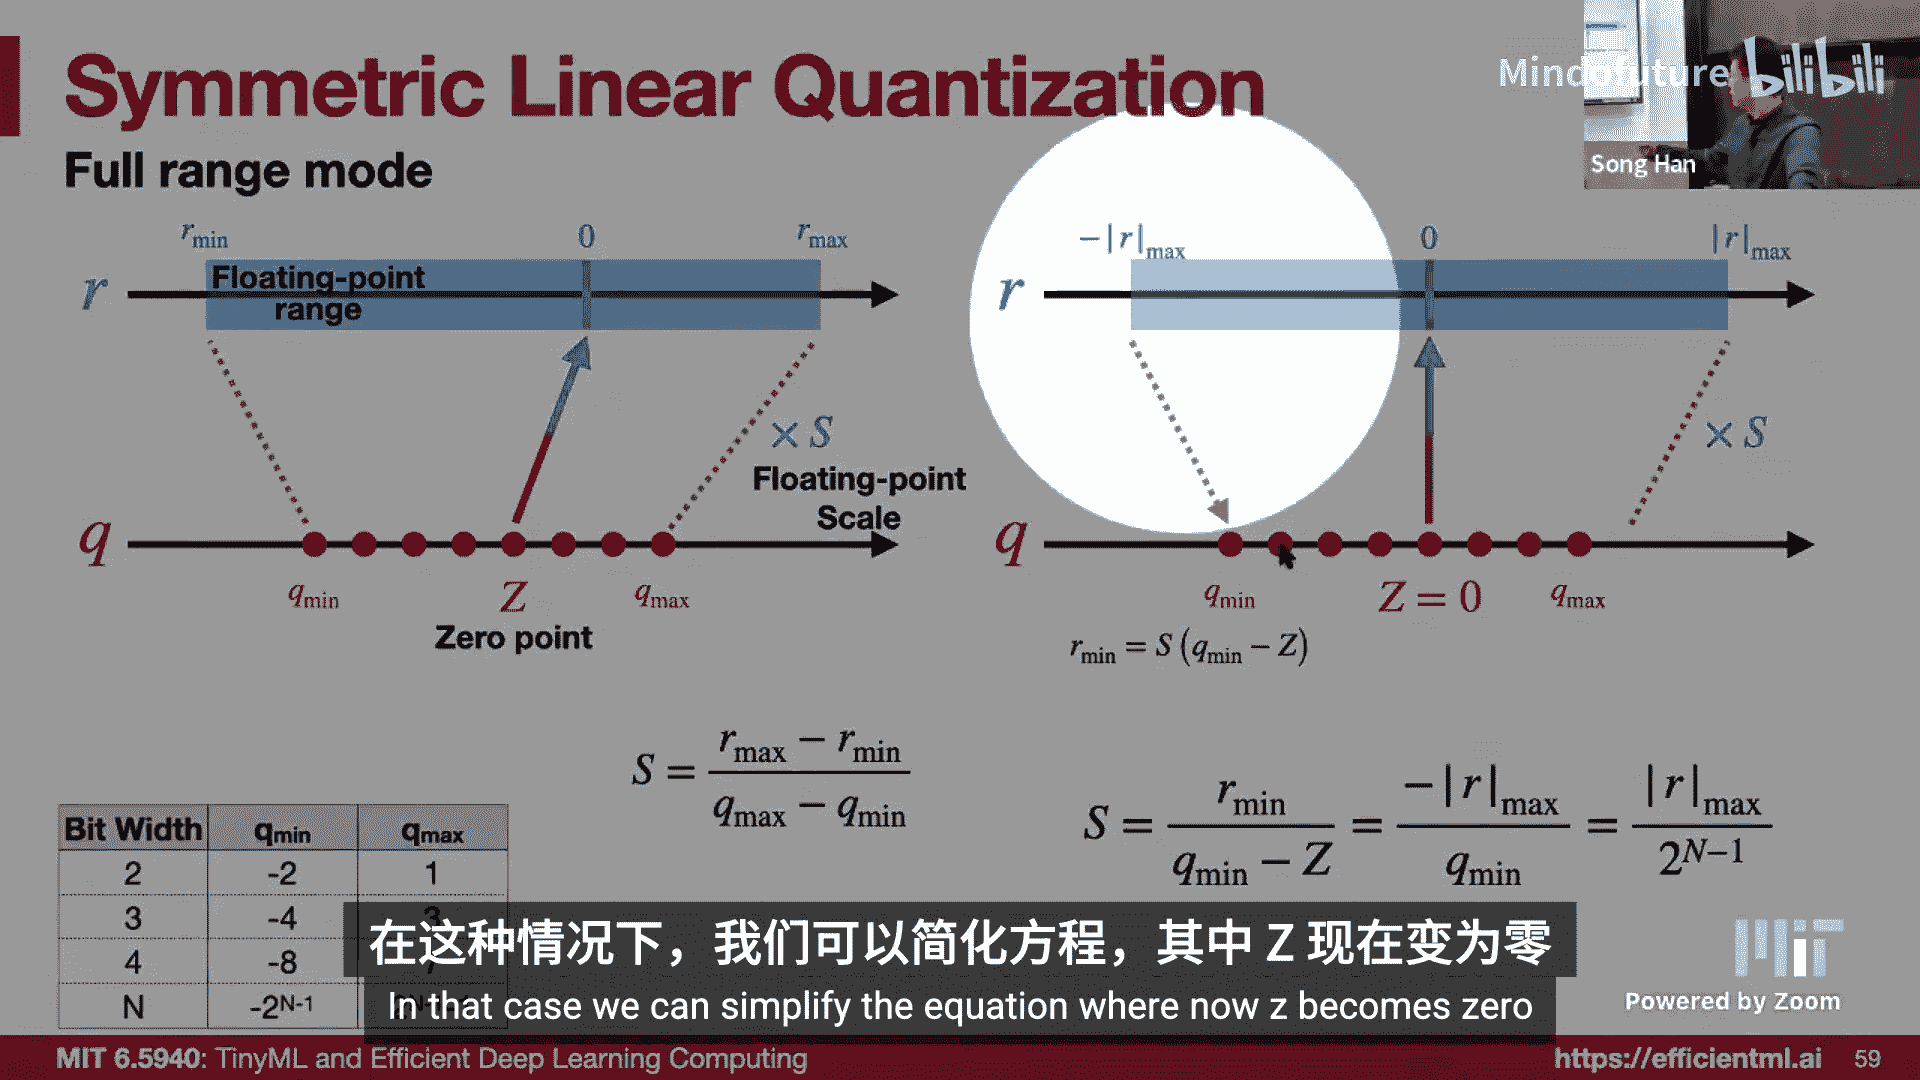 Symmetric Linear Quantization
Mindofuture bilibili
Song Han
Full range mode
r_min 0 r_max
-|r|_max 0 |r|_max
r
Floating-point
range
r
× S
Floating-point
Scale
× S
q
q
q_min Z q_max
Zero point
q_min Z = 0 q_max
r_min = S (q_min − Z)
S = (r_max − r_min) / (q_max − q_min)
S = r_min / (q_min − Z) = −|r|_max / q_min = |r|_max / 2^(N−1)
Bit Width q_min q_max
2 -2 1
3 -4 3
4 -8 7
N -2^(N-1)
在这种情况下，我们可以简化方程，其中 Z 现在变为零
In that case we can simplify the equation where now z becomes zero
MIT
Powered by Zoom
MIT 6.5940: TinyML and Efficient Deep Learning Computing
https://efficientml.ai 59